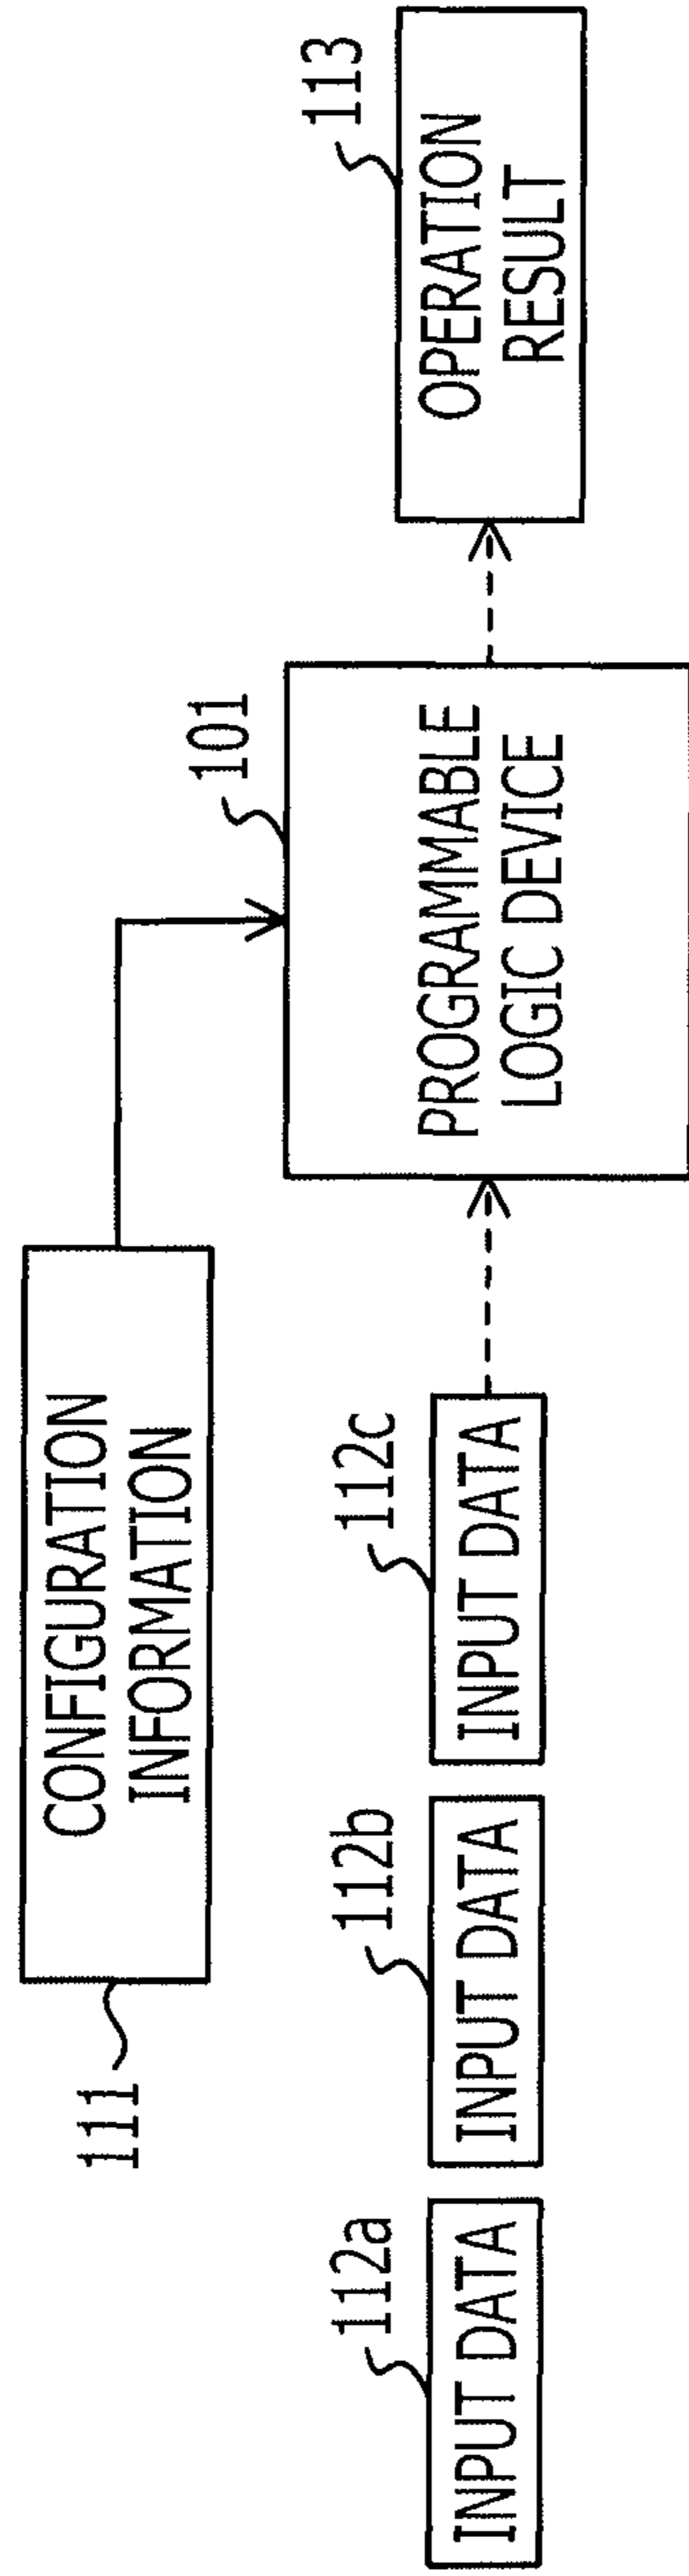 111
CONFIGURATION
INFORMATION
112a
INPUT DATA
112b
INPUT DATA
112c
INPUT DATA
101
PROGRAMMABLE
LOGIC DEVICE
113
OPERATION
RESULT